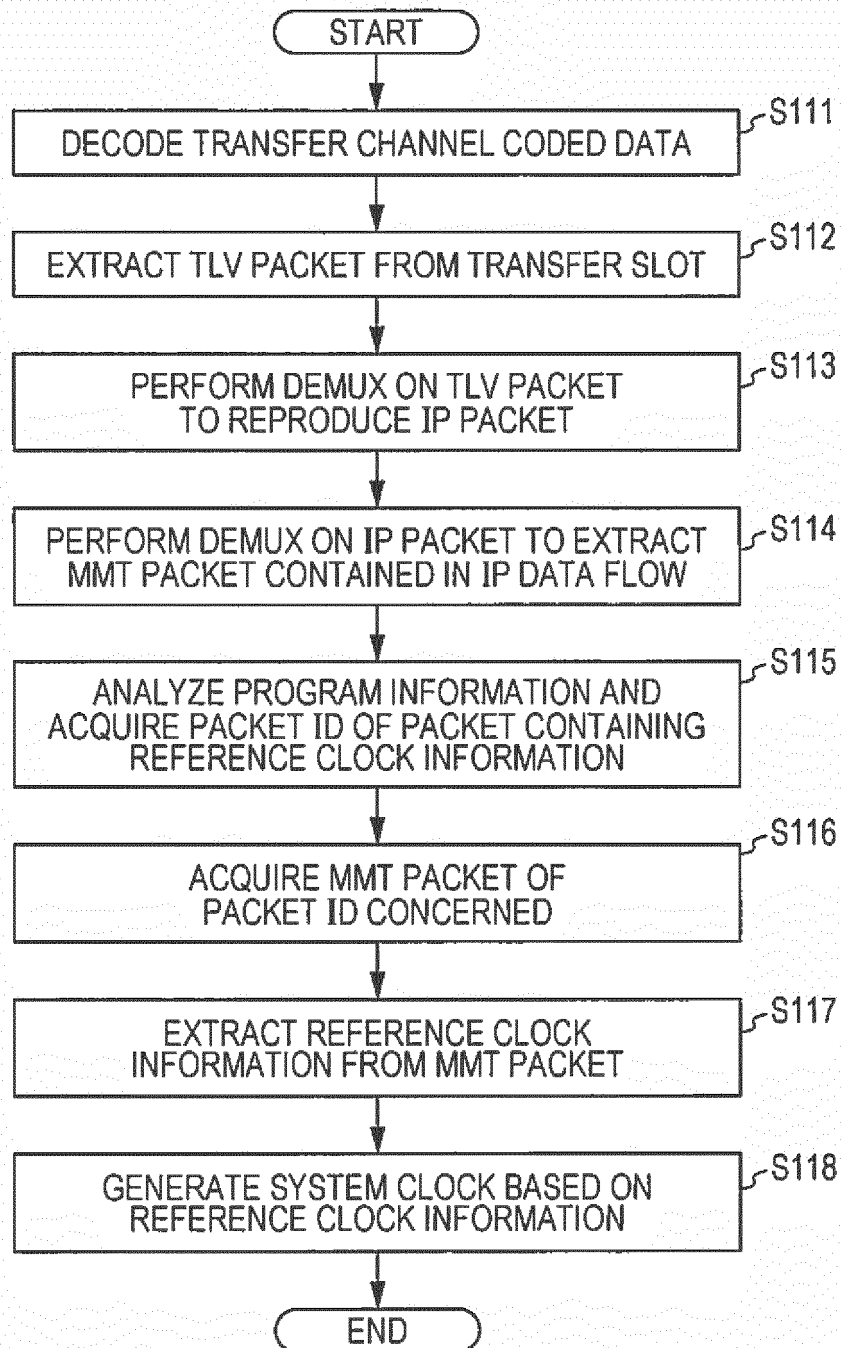 START
S111
DECODE TRANSFER CHANNEL CODED DATA
S112
EXTRACT TLV PACKET FROM TRANSFER SLOT
S113
PERFORM DEMUX ON TLV PACKET
TO REPRODUCE IP PACKET
S114
PERFORM DEMUX ON IP PACKET TO EXTRACT
MMT PACKET CONTAINED IN IP DATA FLOW
S115
ANALYZE PROGRAM INFORMATION AND
ACQUIRE PACKET ID OF PACKET CONTAINING
REFERENCE CLOCK INFORMATION
S116
ACQUIRE MMT PACKET OF
PACKET ID CONCERNED
S117
EXTRACT REFERENCE CLOCK
INFORMATION FROM MMT PACKET
S118
GENERATE SYSTEM CLOCK BASED ON
REFERENCE CLOCK INFORMATION
END